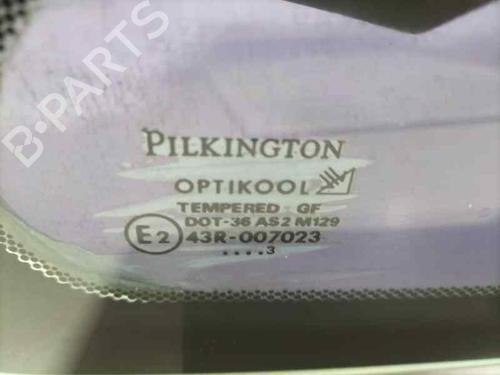 B-PARTS
PILKINGTON
OPTIKOOL
TEMPERED GF
DOT-36 AS2 M129
E2 43R-007023
....3